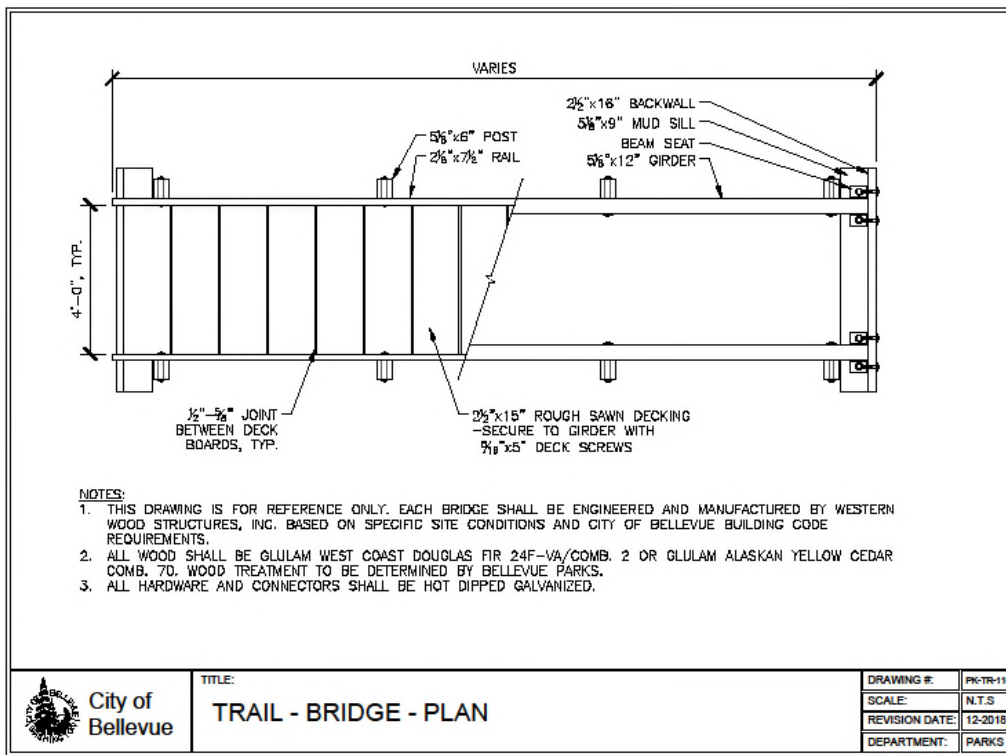 VARIES
2½"x16" BACKWALL
5⅛"x9" MUD SILL
BEAM SEAT
5⅛"x12" GIRDER
5⅛"x6" POST
2⅛"x7½" RAIL
4'-0", TYP.
½"-⅝" JOINT
BETWEEN DECK
BOARDS, TYP.
2½"x15" ROUGH SAWN DECKING
-SECURE TO GIRDER WITH
5/16"x5" DECK SCREWS
NOTES:
1. THIS DRAWING IS FOR REFERENCE ONLY. EACH BRIDGE SHALL BE ENGINEERED AND MANUFACTURED BY WESTERN
WOOD STRUCTURES, INC. BASED ON SPECIFIC SITE CONDITIONS AND CITY OF BELLEVUE BUILDING CODE
REQUIREMENTS.
2. ALL WOOD SHALL BE GLULAM WEST COAST DOUGLAS FIR 24F-VA/COMB. 2 OR GLULAM ALASKAN YELLOW CEDAR
COMB. 70. WOOD TREATMENT TO BE DETERMINED BY BELLEVUE PARKS.
3. ALL HARDWARE AND CONNECTORS SHALL BE HOT DIPPED GALVANIZED.
City of
Bellevue
TITLE:
TRAIL - BRIDGE - PLAN
DRAWING #: PK-TR-11
SCALE: N.T.S
REVISION DATE: 12-2018
DEPARTMENT: PARKS